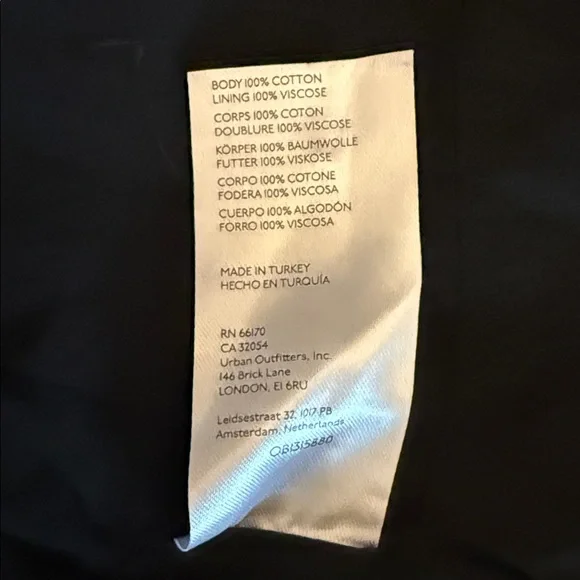 BODY 100% COTTON
LINING 100% VISCOSE
CORPS 100% COTON
DOUBLURE 100% VISCOSE
KÖRPER 100% BAUMWOLLE
FUTTER 100% VISKOSE
CORPO 100% COTONE
FODERA 100% VISCOSA
CUERPO 100% ALGODÓN
FORRO 100% VISCOSA
MADE IN TURKEY
HECHO EN TURQUÍA
RN 66170
CA 32054
Urban Outfitters, Inc.
146 Brick Lane
LONDON, E1 6RU
Leidsestraat 32, 1017 PB
Amsterdam, Netherlands
OB1315880